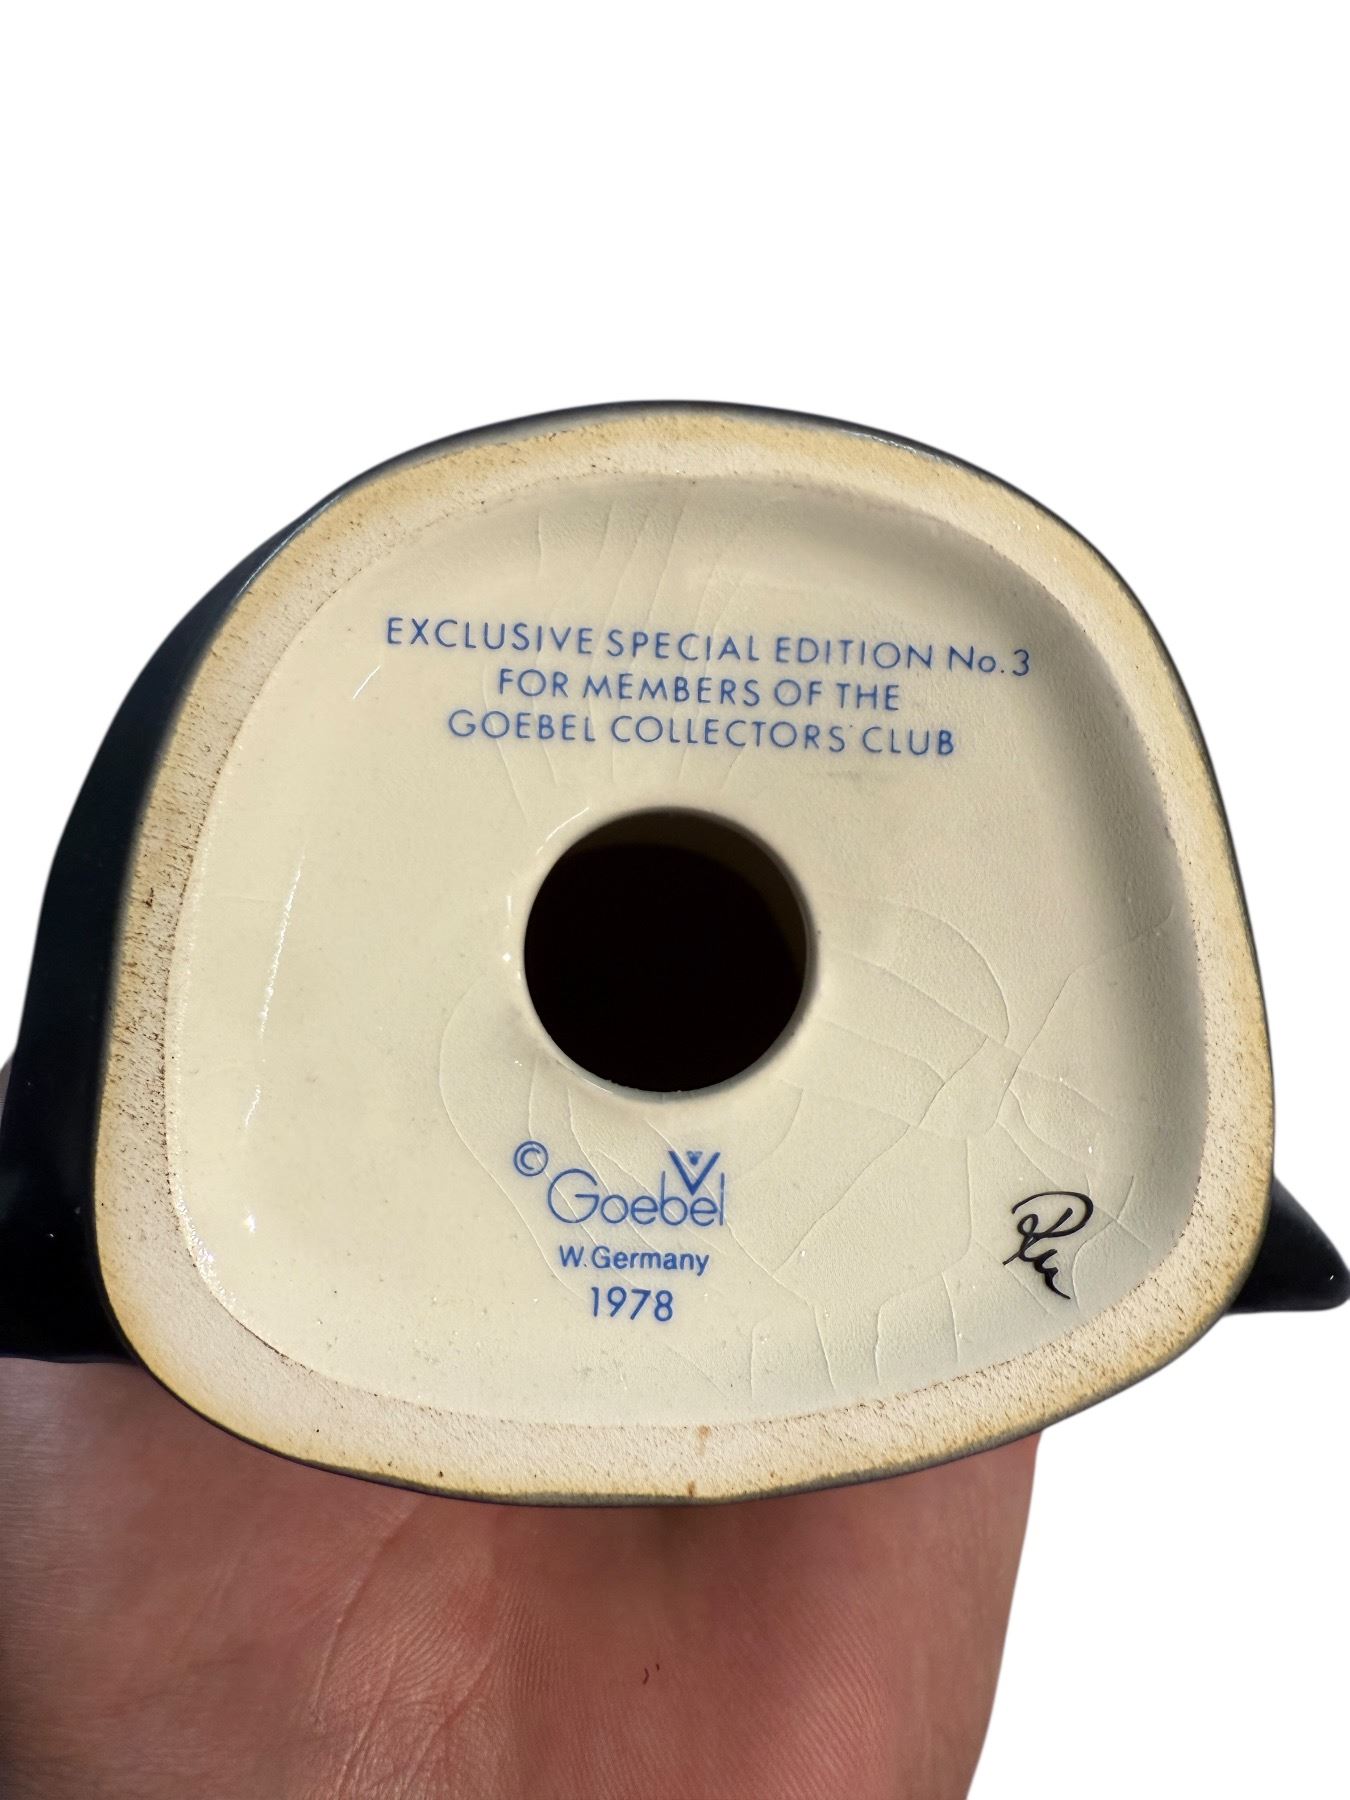 EXCLUSIVE SPECIAL EDITION No. 3
FOR MEMBERS OF THE
GOEBEL COLLECTORS' CLUB
© Goebel
W. Germany
1978